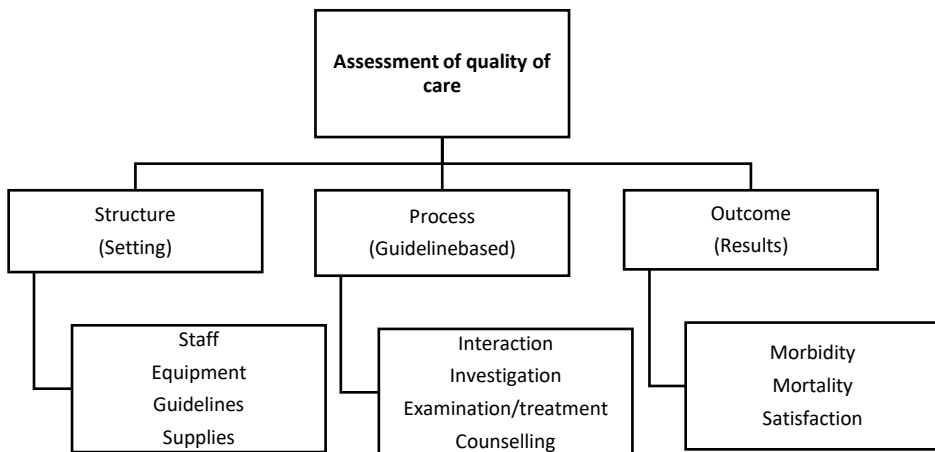 Assessment of quality of
care
Structure
(Setting)
Process
(Guidelinebased)
Outcome
(Results)
Staff
Equipment
Guidelines
Supplies
Interaction
Investigation
Examination/treatment
Counselling
Morbidity
Mortality
Satisfaction